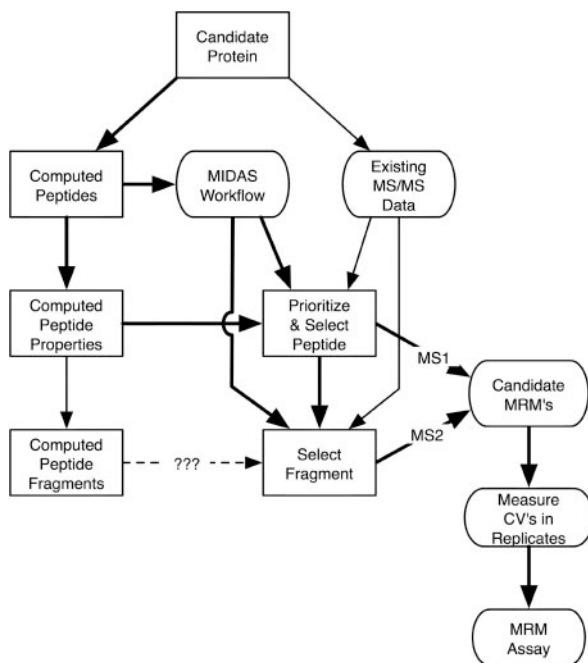 Candidate
Protein
Computed
Peptides
MIDAS
Workflow
Existing
MS/MS
Data
Computed
Peptide
Properties
Prioritize
& Select
Peptide
MS1
Candidate
MRM's
Computed
Peptide
Fragments
???
Select
Fragment
MS2
Measure
CV's in
Replicates
MRM
Assay